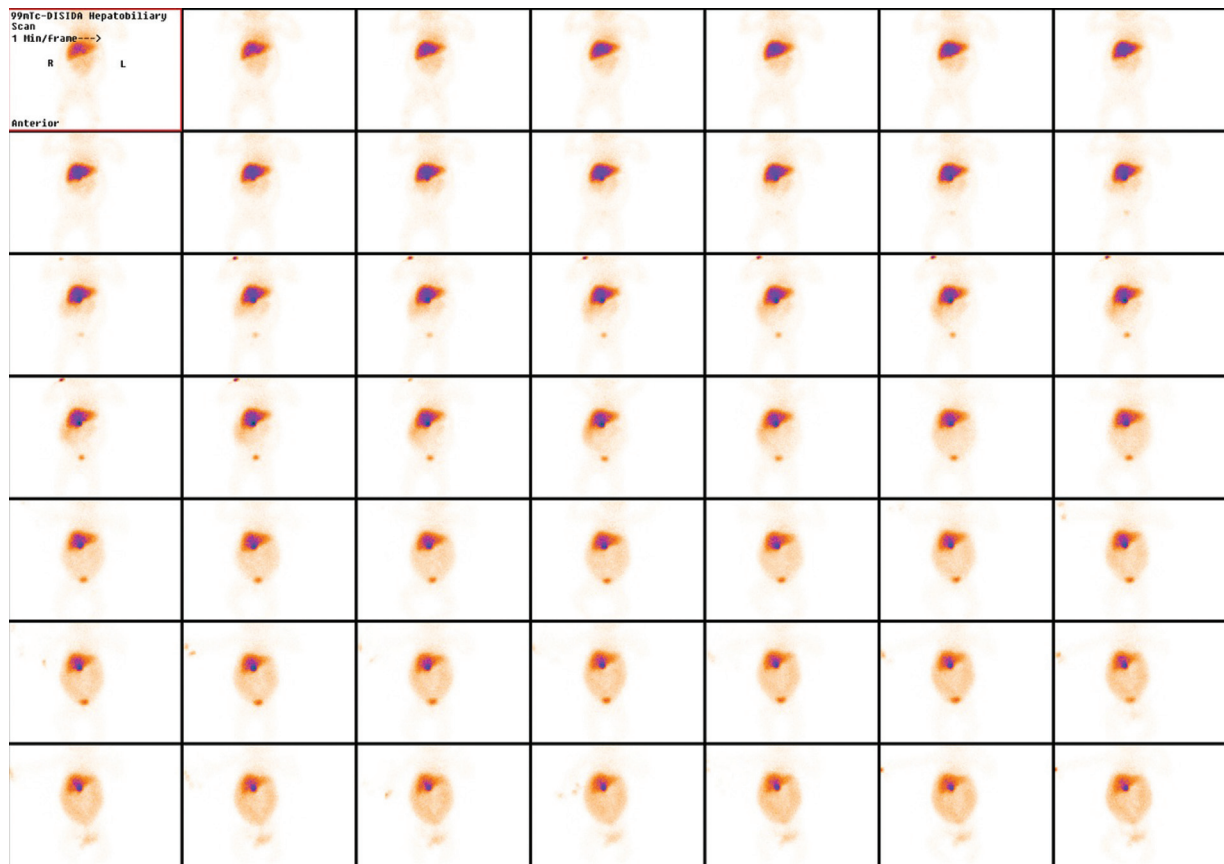 99mTc-DISIDA Hepatobiliary
Scan
1 Min/frame--->
R L
Anterior